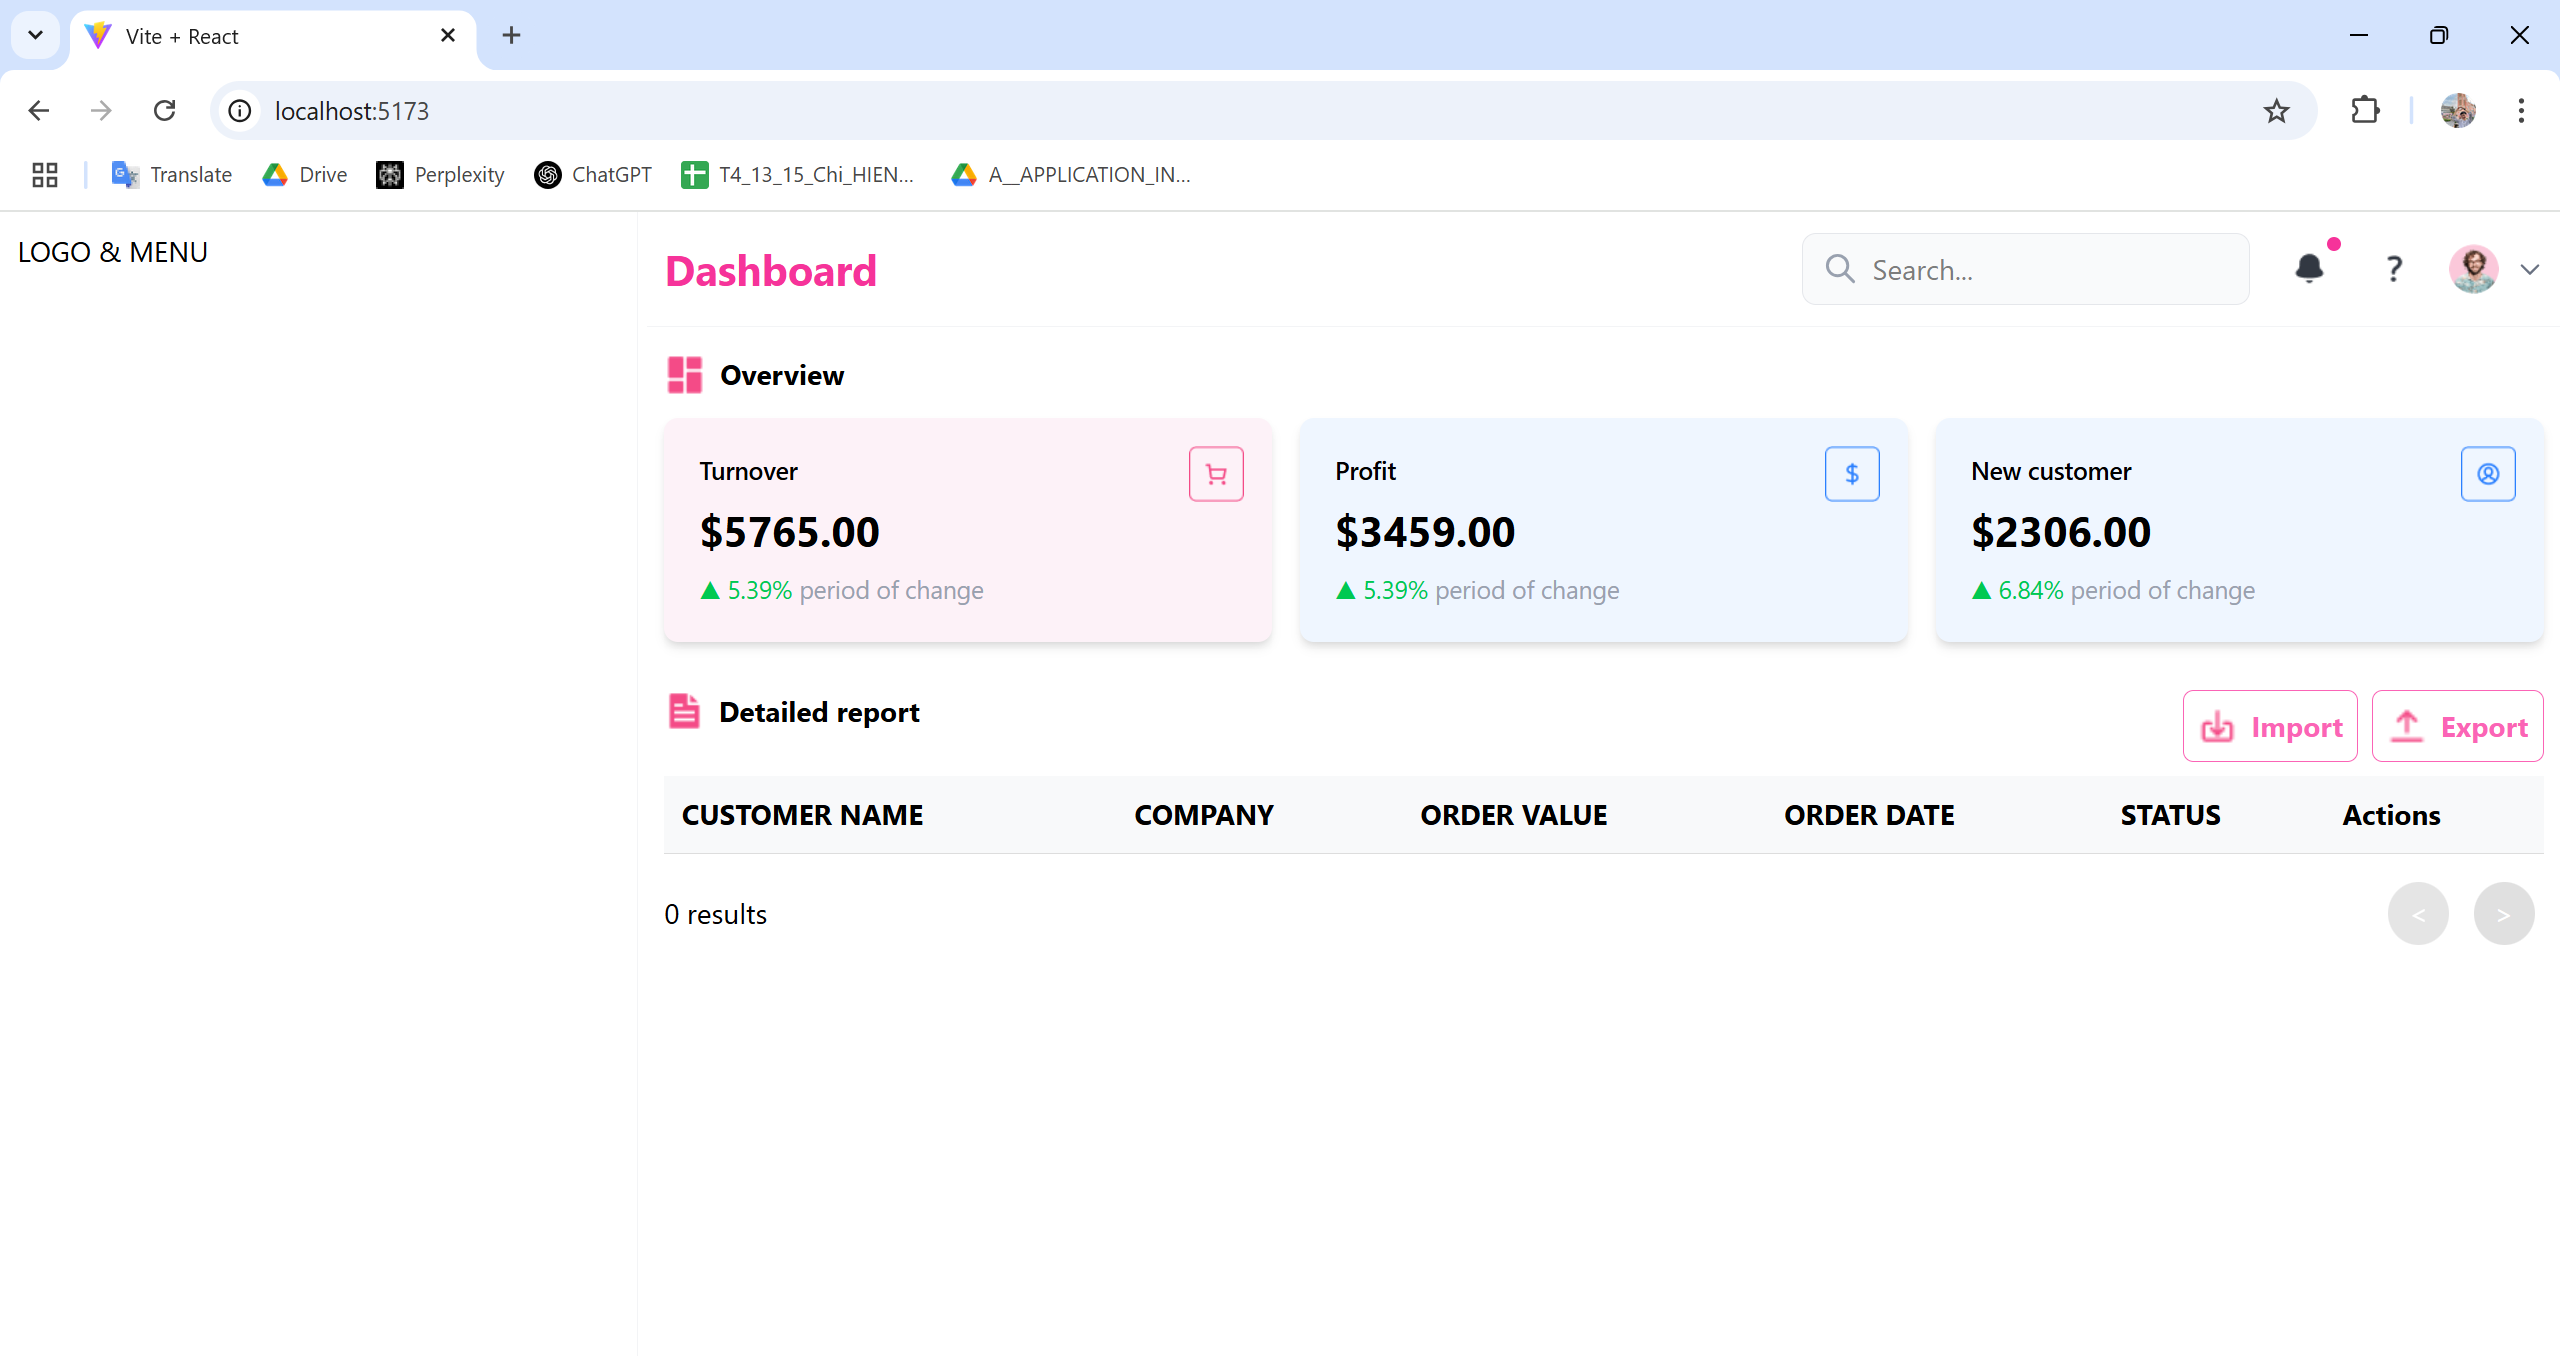 Vite + React
localhost:5173
Translate Drive Perplexity ChatGPT T4_13_15_Chi_HIEN... A__APPLICATION_IN...
LOGO & MENU
Dashboard
Search...
Overview
Turnover
$5765.00
▲ 5.39% period of change
Profit
$3459.00
▲ 5.39% period of change
New customer
$2306.00
▲ 6.84% period of change
Detailed report
Import
Export
CUSTOMER NAME COMPANY ORDER VALUE ORDER DATE STATUS Actions
0 results
< >